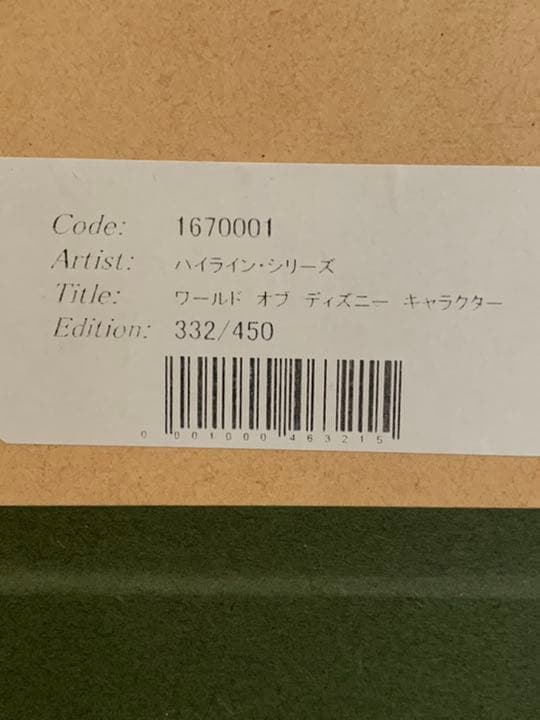 Code: 1670001
Artist: ハイライン・シリーズ
Title: ワールド オブ ディズニー キャラクター
Edition: 332/450
0 001000 463215